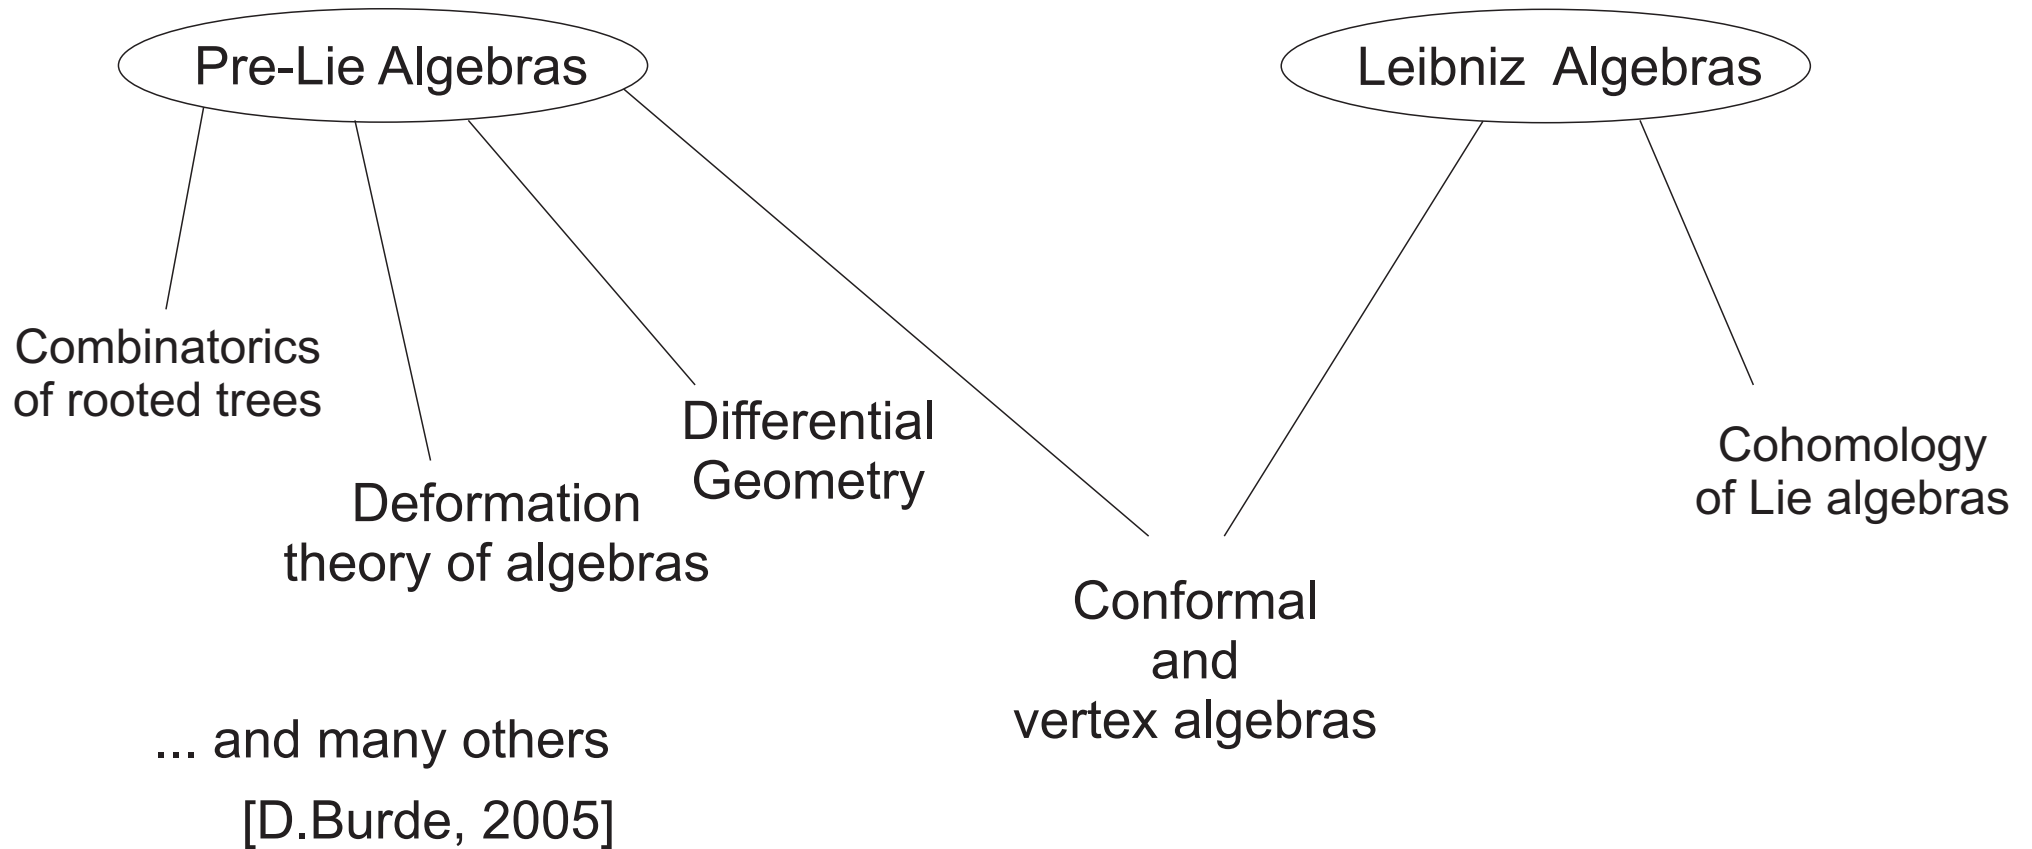 Pre-Lie Algebras
Leibniz Algebras
Combinatorics
of rooted trees
Deformation
theory of algebras
Differential
Geometry
Conformal
and
vertex algebras
Cohomology
of Lie algebras
... and many others
[D.Burde, 2005]